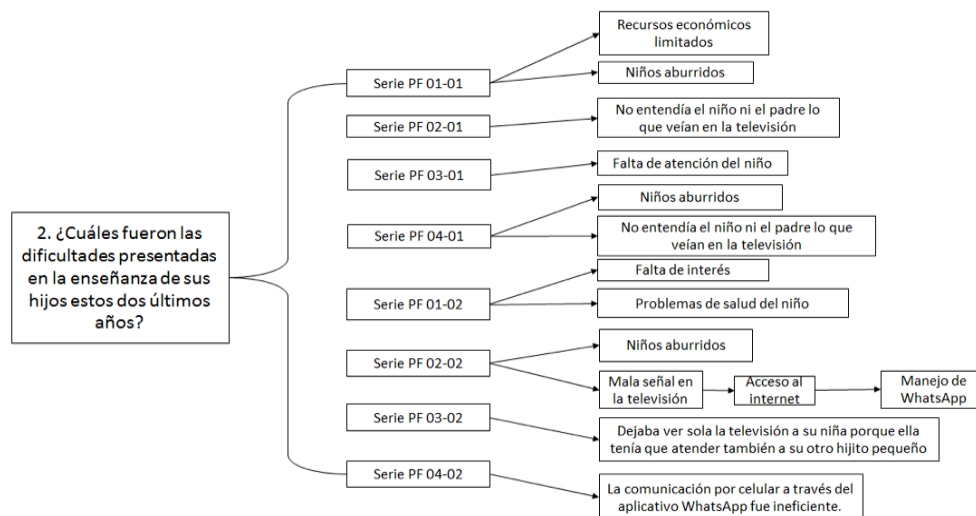 2. ¿Cuáles fueron las
dificultades presentadas
en la enseñanza de sus
hijos estos dos últimos
años?
Serie PF 01-01
Recursos económicos
limitados
Niños aburridos
Serie PF 02-01
No entendía el niño ni el padre lo
que veían en la televisión
Serie PF 03-01
Falta de atención del niño
Serie PF 04-01
Niños aburridos
No entendía el niño ni el padre lo que
veían en la televisión
Serie PF 01-02
Falta de interés
Problemas de salud del niño
Serie PF 02-02
Niños aburridos
Mala señal en
la televisión
Acceso al
internet
Manejo de
WhatsApp
Serie PF 03-02
Dejaba ver sola la televisión a su niña porque ella
tenía que atender también a su otro hijito pequeño
Serie PF 04-02
La comunicación por celular a través del
aplicativo WhatsApp fue ineficiente.